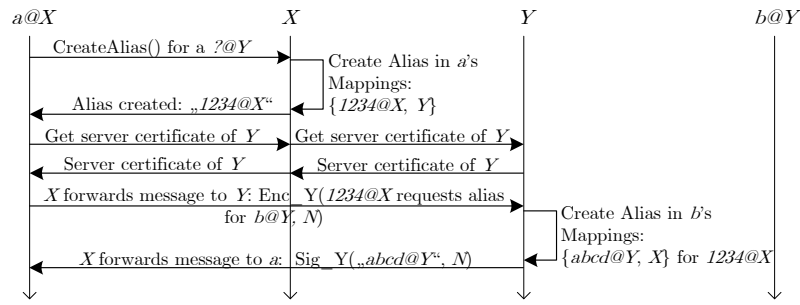 a@X X Y b@Y
CreateAlias() for a ?@Y
Create Alias in a's
Mappings:
{1234@X, Y}
Alias created: „1234@X“
Get server certificate of Y Get server certificate of Y
Server certificate of Y Server certificate of Y
X forwards message to Y: Enc_Y(1234@X requests alias
for b@Y, N)
Create Alias in b's
Mappings:
{abcd@Y, X} for 1234@X
X forwards message to a: Sig_Y(„abcd@Y“, N)